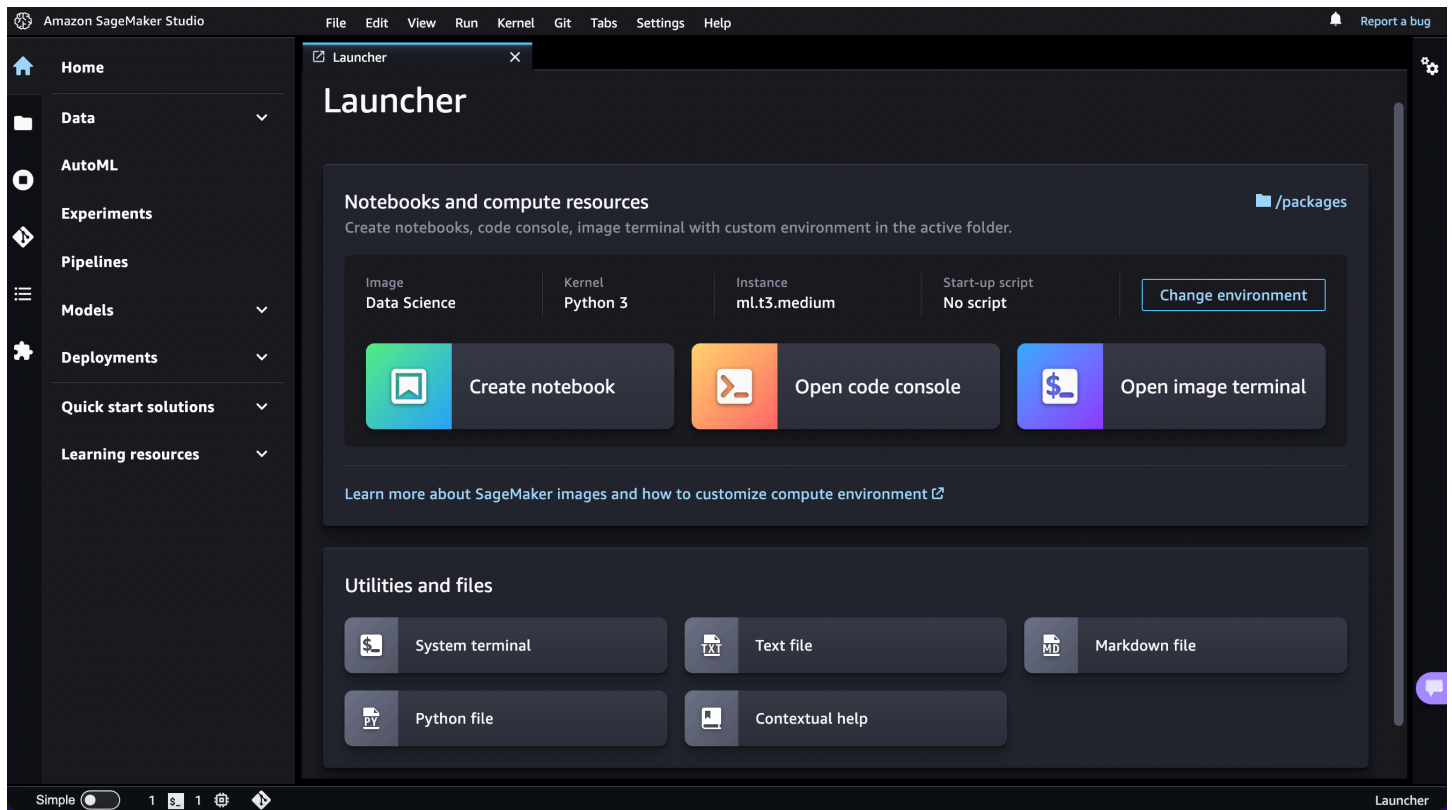 Amazon SageMaker Studio
File Edit View Run Kernel Git Tabs Settings Help
Report a bug
Home
Data
AutoML
Experiments
Pipelines
Models
Deployments
Quick start solutions
Learning resources
Launcher
Launcher
Notebooks and compute resources
/packages
Create notebooks, code console, image terminal with custom environment in the active folder.
Image
Data Science
Kernel
Python 3
Instance
ml.t3.medium
Start-up script
No script
Change environment
Create notebook
Open code console
$_
Open image terminal
Learn more about SageMaker images and how to customize compute environment
Utilities and files
$_
System terminal
TXT
Text file
MD
Markdown file
PY
Python file
Contextual help
Simple 1 $_ 1
Launcher